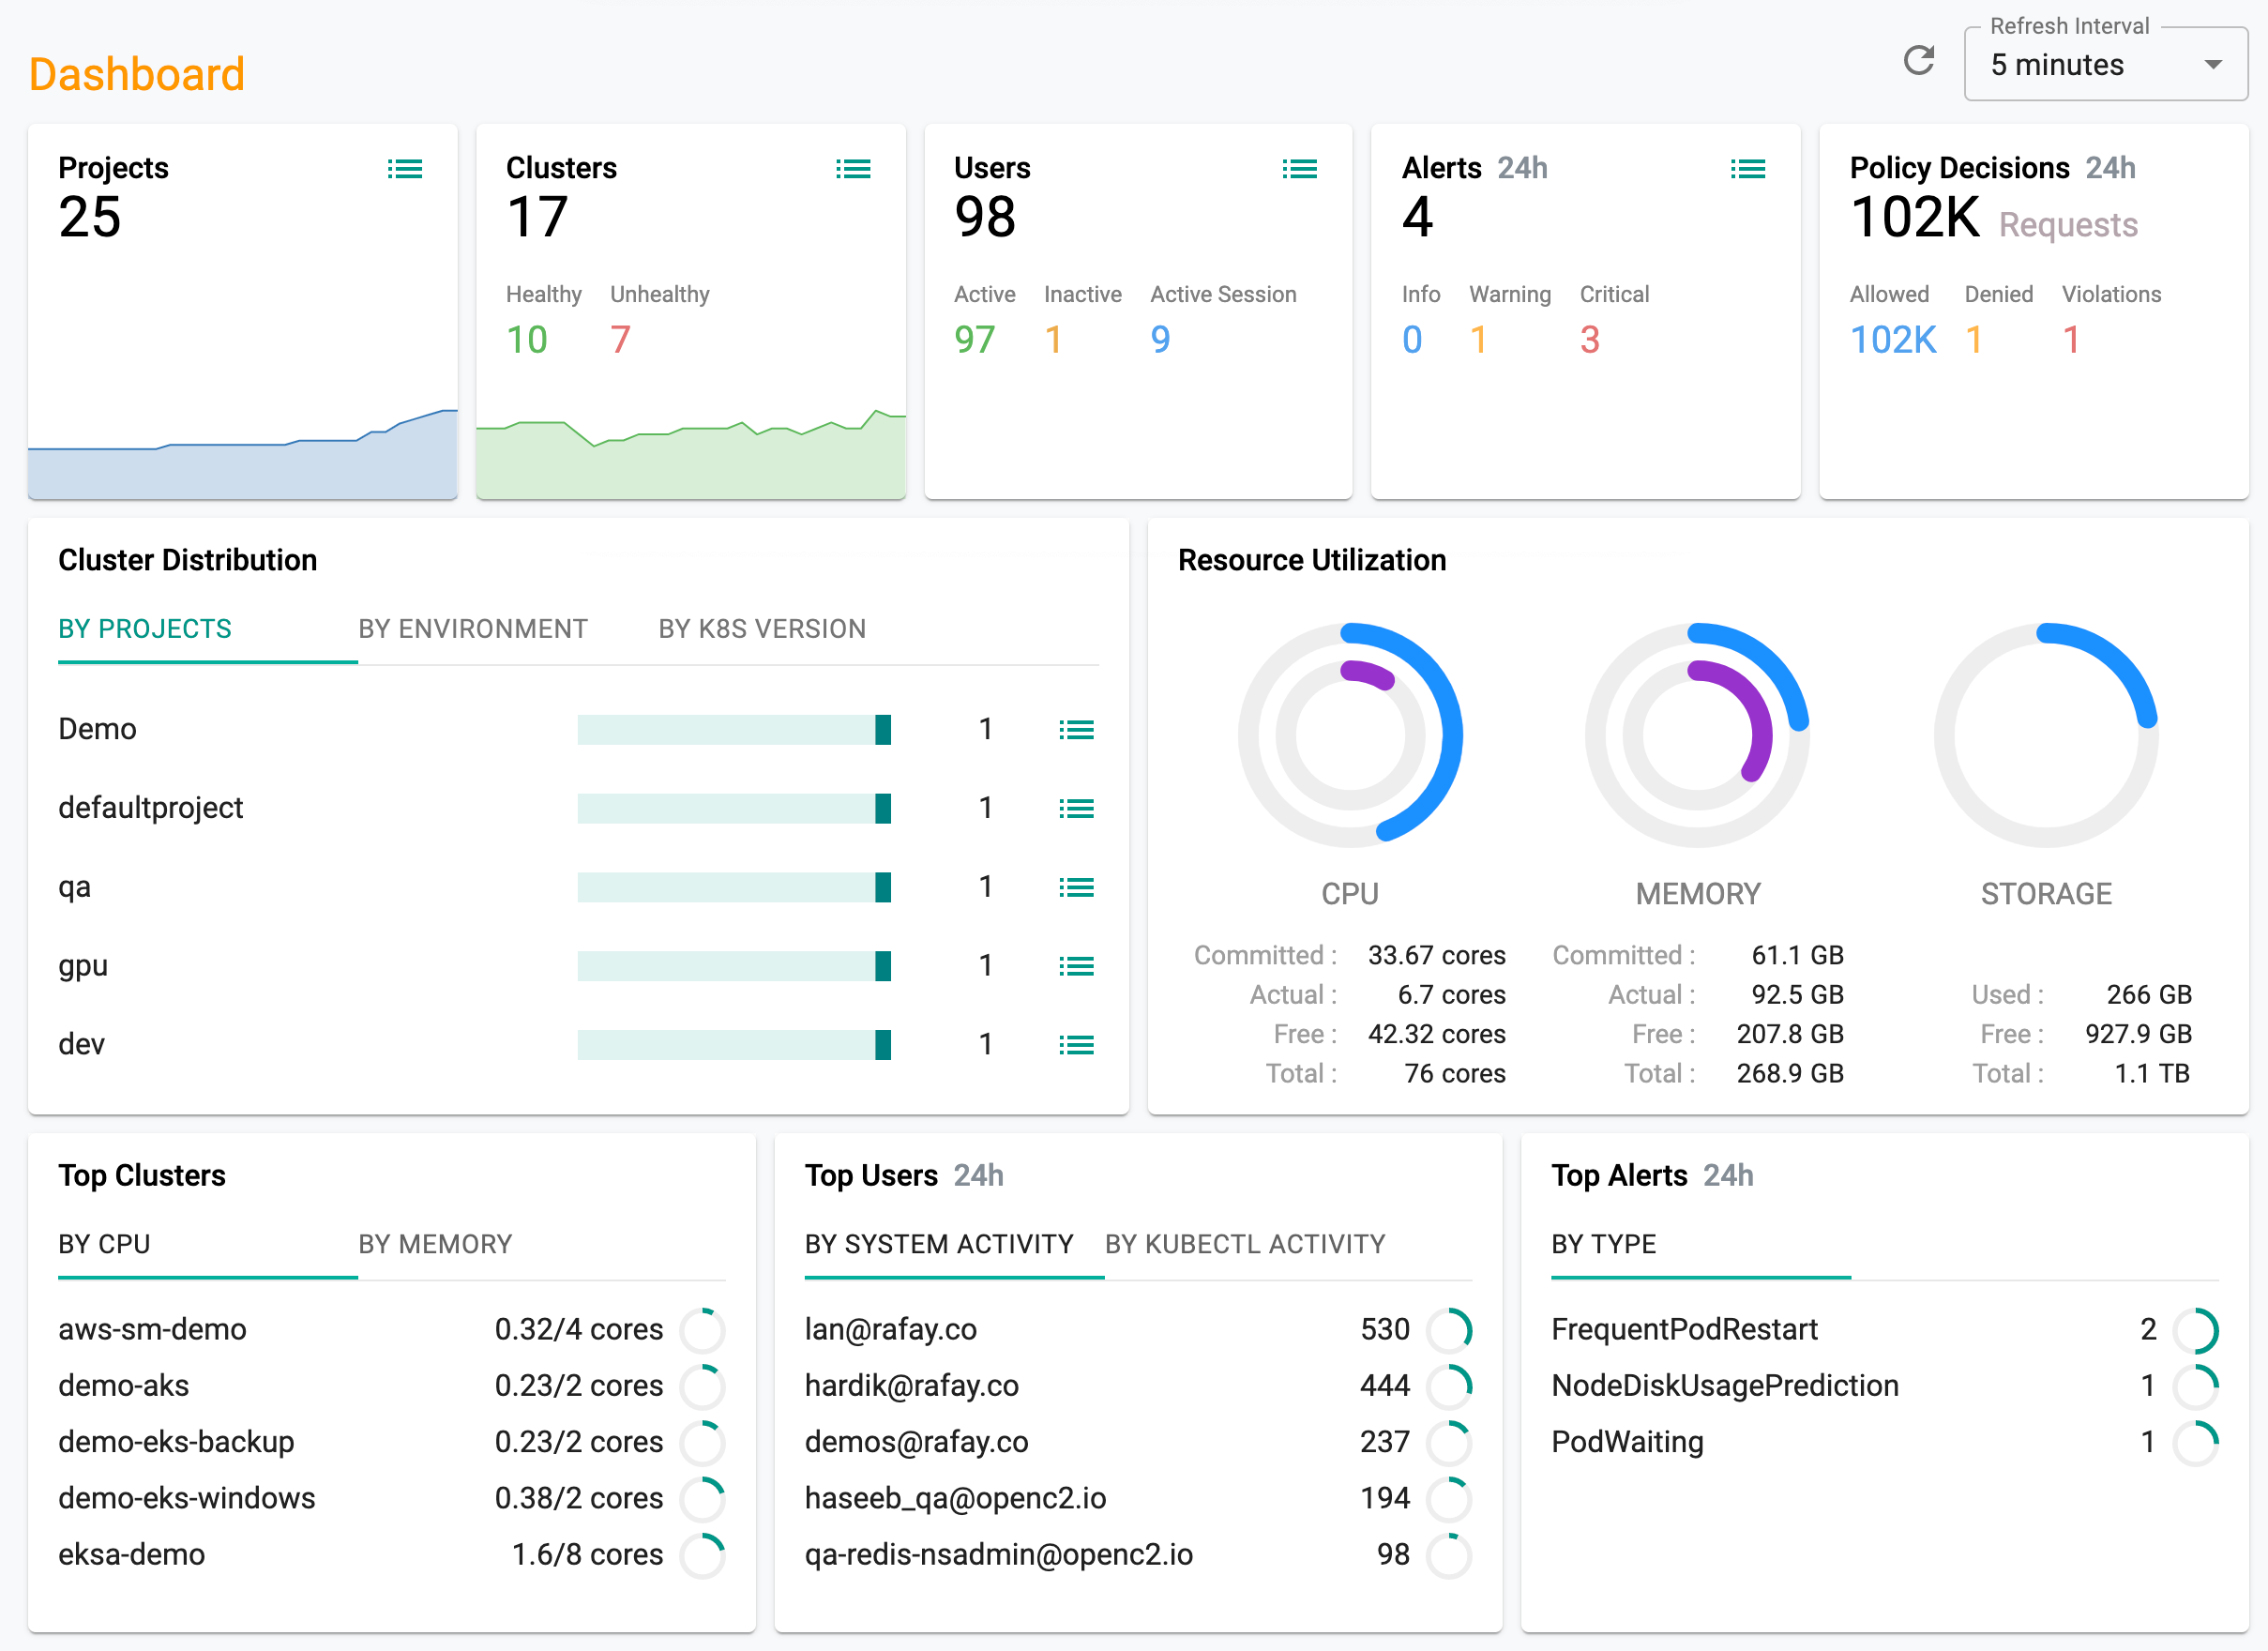 Dashboard
Refresh Interval
5 minutes
Projects
25
Clusters
17
Healthy Unhealthy
10 7
Users
98
Active Inactive Active Session
97 1 9
Alerts 24h
4
Info Warning Critical
0 1 3
Policy Decisions 24h
102K Requests
Allowed Denied Violations
102K 1 1
Cluster Distribution
BY PROJECTS BY ENVIRONMENT BY K8S VERSION
Demo 1
defaultproject 1
qa 1
gpu 1
dev 1
Resource Utilization
CPU
Committed : 33.67 cores
Actual : 6.7 cores
Free : 42.32 cores
Total : 76 cores
MEMORY
Committed : 61.1 GB
Actual : 92.5 GB
Free : 207.8 GB
Total : 268.9 GB
STORAGE
Used : 266 GB
Free : 927.9 GB
Total : 1.1 TB
Top Clusters
BY CPU BY MEMORY
aws-sm-demo 0.32/4 cores
demo-aks 0.23/2 cores
demo-eks-backup 0.23/2 cores
demo-eks-windows 0.38/2 cores
eksa-demo 1.6/8 cores
Top Users 24h
BY SYSTEM ACTIVITY BY KUBECTL ACTIVITY
lan@rafay.co 530
hardik@rafay.co 444
demos@rafay.co 237
haseeb_qa@openc2.io 194
qa-redis-nsadmin@openc2.io 98
Top Alerts 24h
BY TYPE
FrequentPodRestart 2
NodeDiskUsagePrediction 1
PodWaiting 1